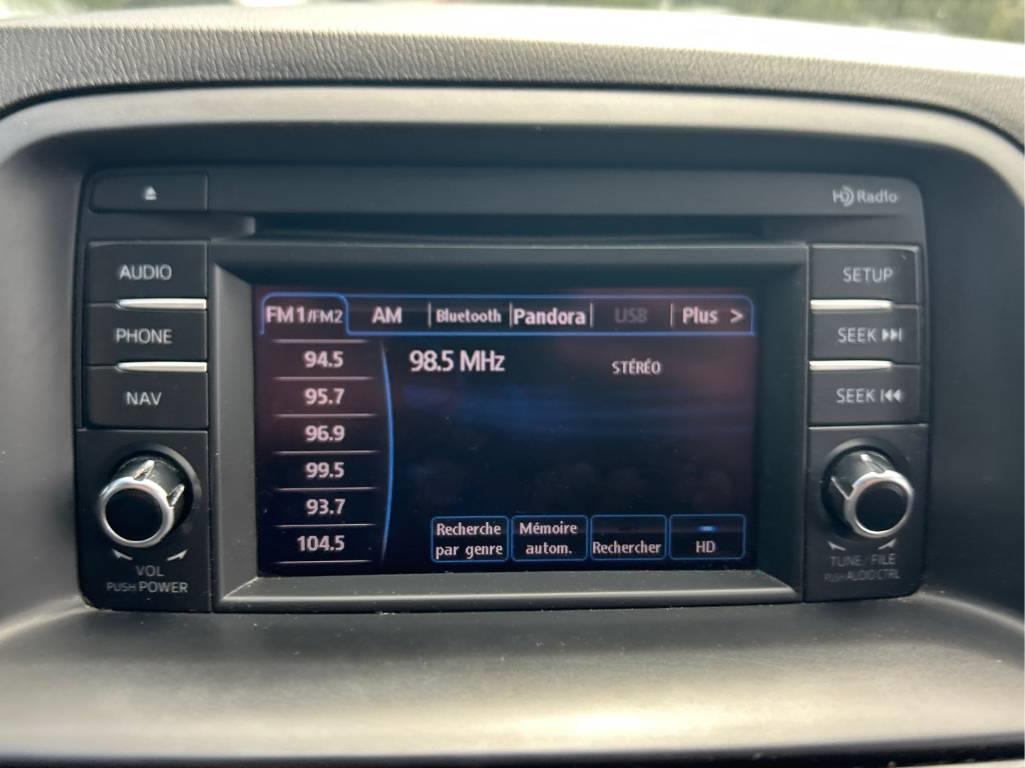 HD Radio
AUDIO
PHONE
NAV
VOL
PUSH POWER
SETUP
SEEK
SEEK
TUNE / FILE
PUSH AUDIO CTRL
FM1/FM2 AM Bluetooth Pandora USB Plus >
94.5
95.7
96.9
99.5
93.7
104.5
98.5 MHz STÉRÉO
Recherche
par genre
Mémoire
autom.
Rechercher
HD